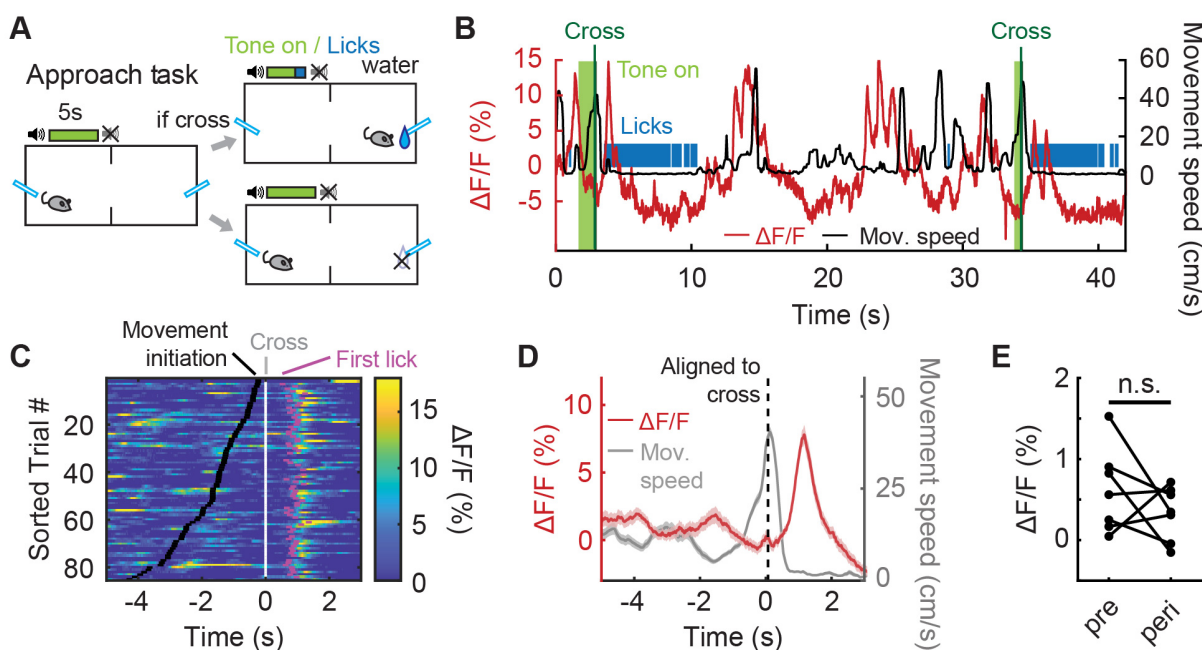 A
Tone on / Licks
Approach task
water
5s
if cross
B
Cross
Cross
Tone on
Licks
ΔF/F (%)
15
10
5
0
-5
Movement speed (cm/s)
60
40
20
0
ΔF/F
Mov. speed
0
10
20
30
40
Time (s)
C
Movement
initiation
Cross
First lick
Sorted Trial #
20
40
60
80
-4
-2
0
2
Time (s)
15
10
5
0
ΔF/F (%)
D
Aligned to
cross
ΔF/F
Mov.
speed
ΔF/F (%)
10
5
0
Movement speed (cm/s)
50
25
0
-4
-2
0
2
Time (s)
E
n.s.
ΔF/F (%)
2
1
0
pre
peri